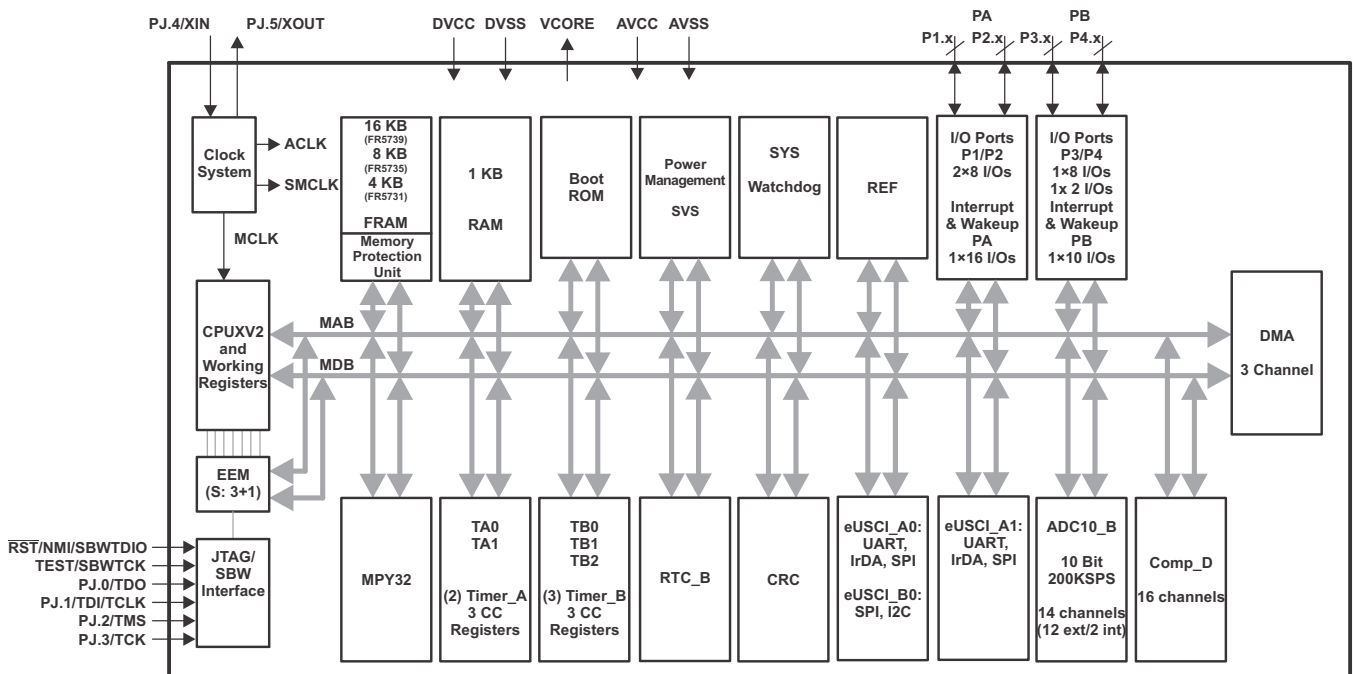 PJ.4/XIN
PJ.5/XOUT
DVCC
DVSS
VCORE
AVCC
AVSS
PA
P1.x
P2.x
PB
P3.x
P4.x
Clock
System
ACLK
SMCLK
MCLK
16 KB
(FR5739)
8 KB
(FR5735)
4 KB
(FR5731)
FRAM
Memory
Protection
Unit
1 KB
RAM
Boot
ROM
Power
Management
SVS
SYS
Watchdog
REF
I/O Ports
P1/P2
2×8 I/Os
Interrupt
& Wakeup
PA
1×16 I/Os
I/O Ports
P3/P4
1×8 I/Os
1x 2 I/Os
Interrupt
& Wakeup
PB
1×10 I/Os
CPUXV2
and
Working
Registers
MAB
MDB
DMA
3 Channel
EEM
(S: 3+1)
RST/NMI/SBWTDIO
TEST/SBWTCK
PJ.0/TDO
PJ.1/TDI/TCLK
PJ.2/TMS
PJ.3/TCK
JTAG/
SBW
Interface
MPY32
TA0
TA1
(2) Timer_A
3 CC
Registers
TB0
TB1
TB2
(3) Timer_B
3 CC
Registers
RTC_B
CRC
eUSCI_A0:
UART,
IrDA, SPI
eUSCI_B0:
SPI, I2C
eUSCI_A1:
UART,
IrDA, SPI
ADC10_B
10 Bit
200KSPS
14 channels
(12 ext/2 int)
Comp_D
16 channels